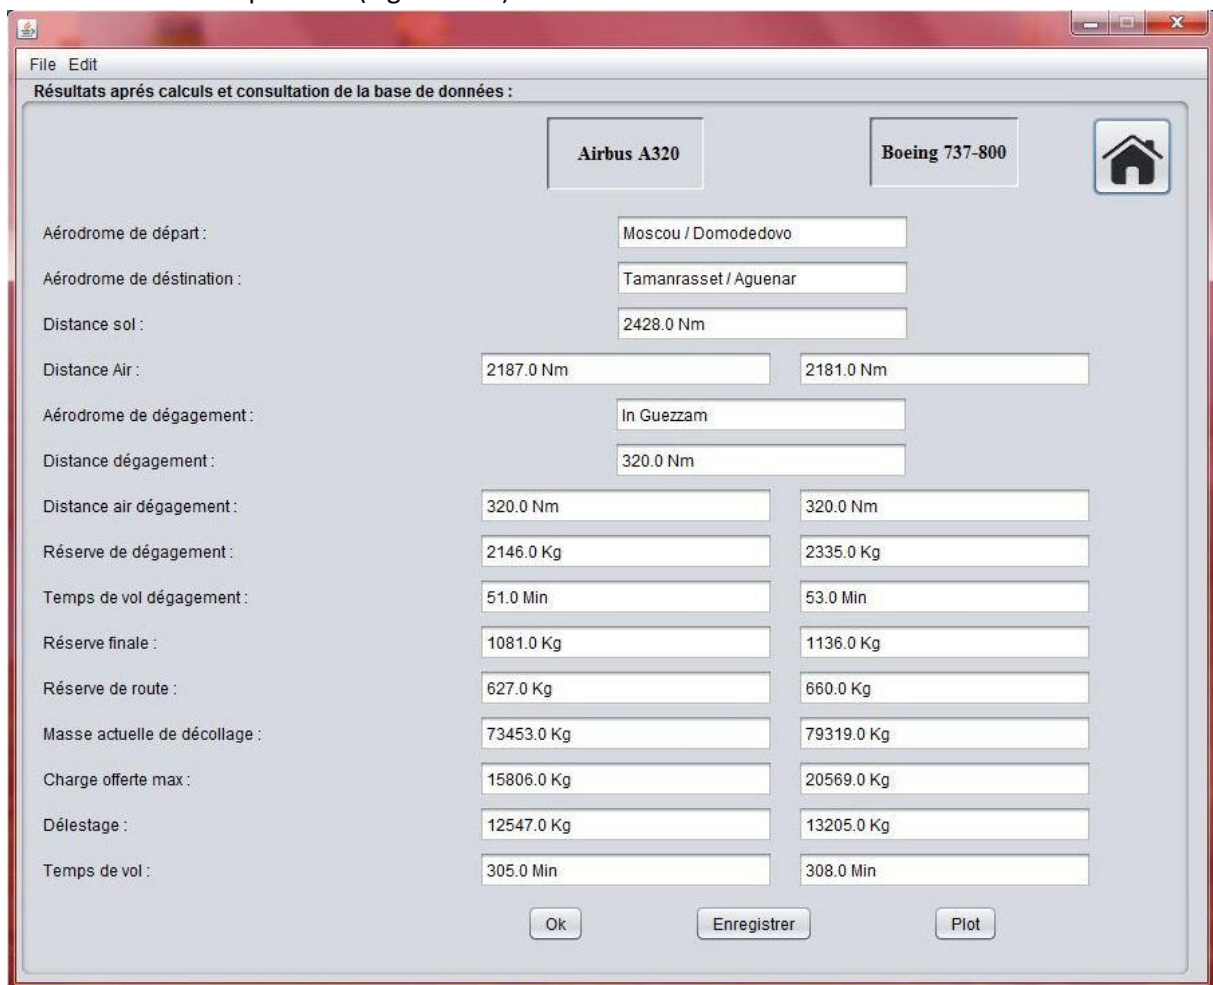 File Edit
Résultats aprés calculs et consultation de la base de données :
Airbus A320 Boeing 737-800
Aérodrome de départ : Moscou / Domodedovo
Aérodrome de déstination : Tamanrasset / Aguenar
Distance sol : 2428.0 Nm
Distance Air : 2187.0 Nm 2181.0 Nm
Aérodrome de dégagement : In Guezzam
Distance dégagement : 320.0 Nm
Distance air dégagement : 320.0 Nm 320.0 Nm
Réserve de dégagement : 2146.0 Kg 2335.0 Kg
Temps de vol dégagement : 51.0 Min 53.0 Min
Réserve finale : 1081.0 Kg 1136.0 Kg
Réserve de route : 627.0 Kg 660.0 Kg
Masse actuelle de décollage : 73453.0 Kg 79319.0 Kg
Charge offerte max : 15806.0 Kg 20569.0 Kg
Délestage : 12547.0 Kg 13205.0 Kg
Temps de vol : 305.0 Min 308.0 Min
Ok Enregistrer Plot